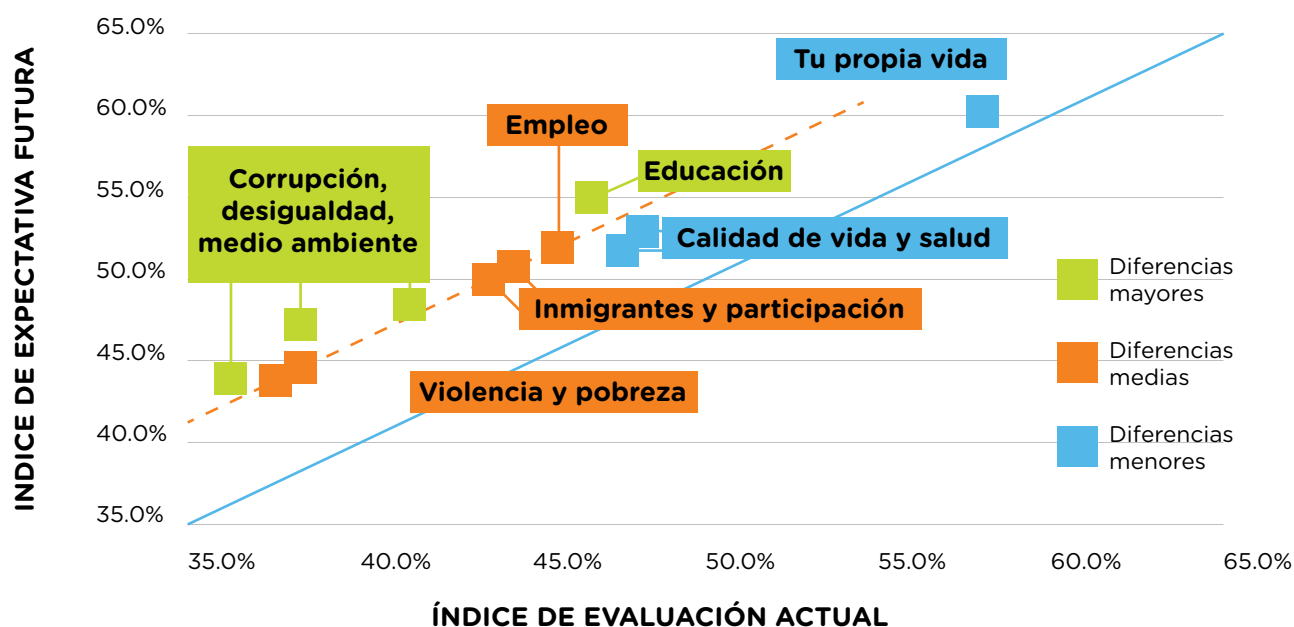 INDICE DE EXPECTATIVA FUTURA
65.0%
60.0%
55.0%
50.0%
45.0%
40.0%
35.0%
Tu propia vida
Empleo
Corrupción,
desigualdad,
medio ambiente
Educación
Calidad de vida y salud
Inmigrantes y participación
Violencia y pobreza
Diferencias
mayores
Diferencias
medias
Diferencias
menores
35.0% 40.0% 45.0% 50.0% 55.0% 60.0% 65.0%
ÍNDICE DE EVALUACIÓN ACTUAL